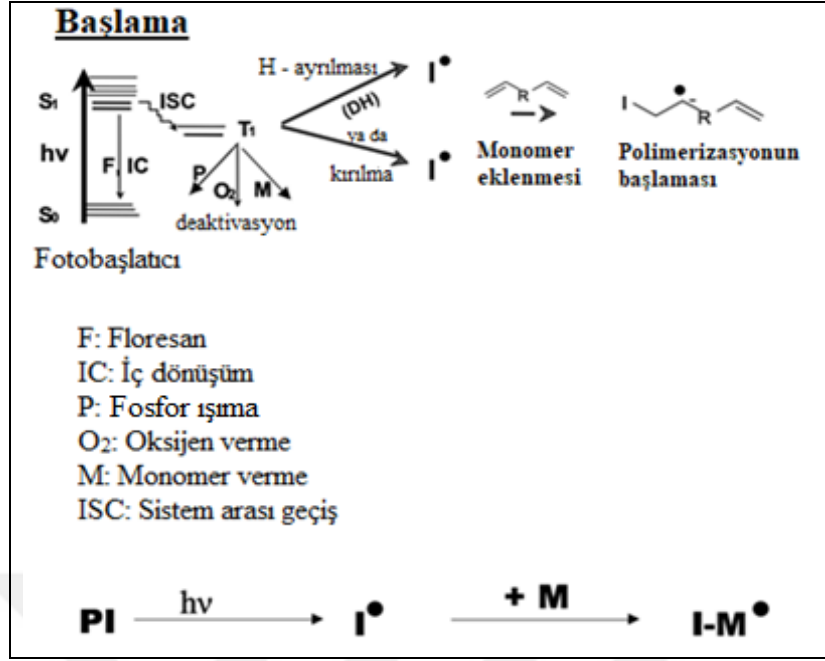 Başlama
H - ayrılması
I•
S₁
ISC
(DH)
T₁
ya da
hν
F, IC
P
O₂
M
kırılma
I•
Monomer
eklenmesi
R
I
R
Polimerizasyonun
başlaması
S₀
deaktivasyon
Fotobaşlatıcı
F: Floresan
IC: İç dönüşüm
P: Fosfor ışıma
O₂: Oksijen verme
M: Monomer verme
ISC: Sistem arası geçiş
PI hν I• + M I-M•